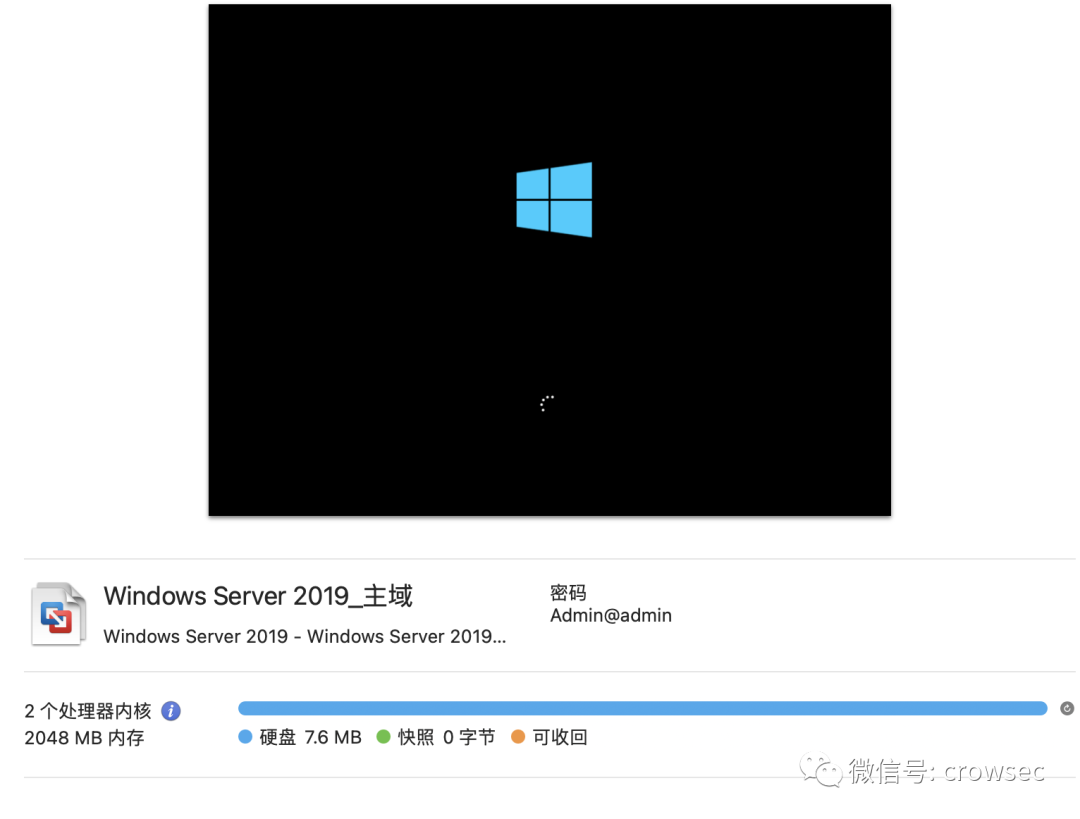 Windows Server 2019_主域
Windows Server 2019 - Windows Server 2019...
密码
Admin@admin
2 个处理器内核
2048 MB 内存
硬盘 7.6 MB 快照 0 字节 可收回
微信号: crowsec